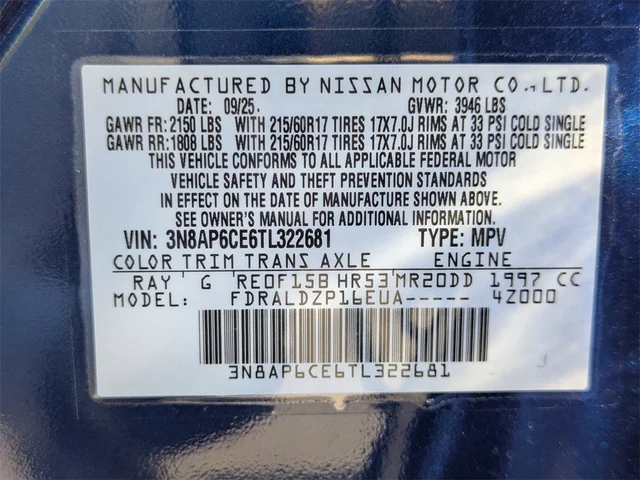 MANUFACTURED BY NISSAN MOTOR CO.,LTD.
DATE: 09/25. GVWR: 3946 LBS
GAWR FR: 2150 LBS WITH 215/60R17 TIRES 17X7.0J RIMS AT 33 PSI COLD SINGLE
GAWR RR: 1808 LBS WITH 215/60R17 TIRES 17X7.0J RIMS AT 33 PSI COLD SINGLE
THIS VEHICLE CONFORMS TO ALL APPLICABLE FEDERAL MOTOR
VEHICLE SAFETY AND THEFT PREVENTION STANDARDS
IN EFFECT ON THE DATE OF MANUFACTURE SHOWN ABOVE.
SEE OWNER'S MANUAL FOR ADDITIONAL INFORMATION.
VIN: 3N8AP6CE6TL322681 TYPE: MPV
COLOR TRIM TRANS AXLE ENGINE
RAY G RE0F15B HR53 MR20DD 1997 CC
MODEL: FDRALDZP16EUA----- 4Z000
3N8AP6CE6TL322681